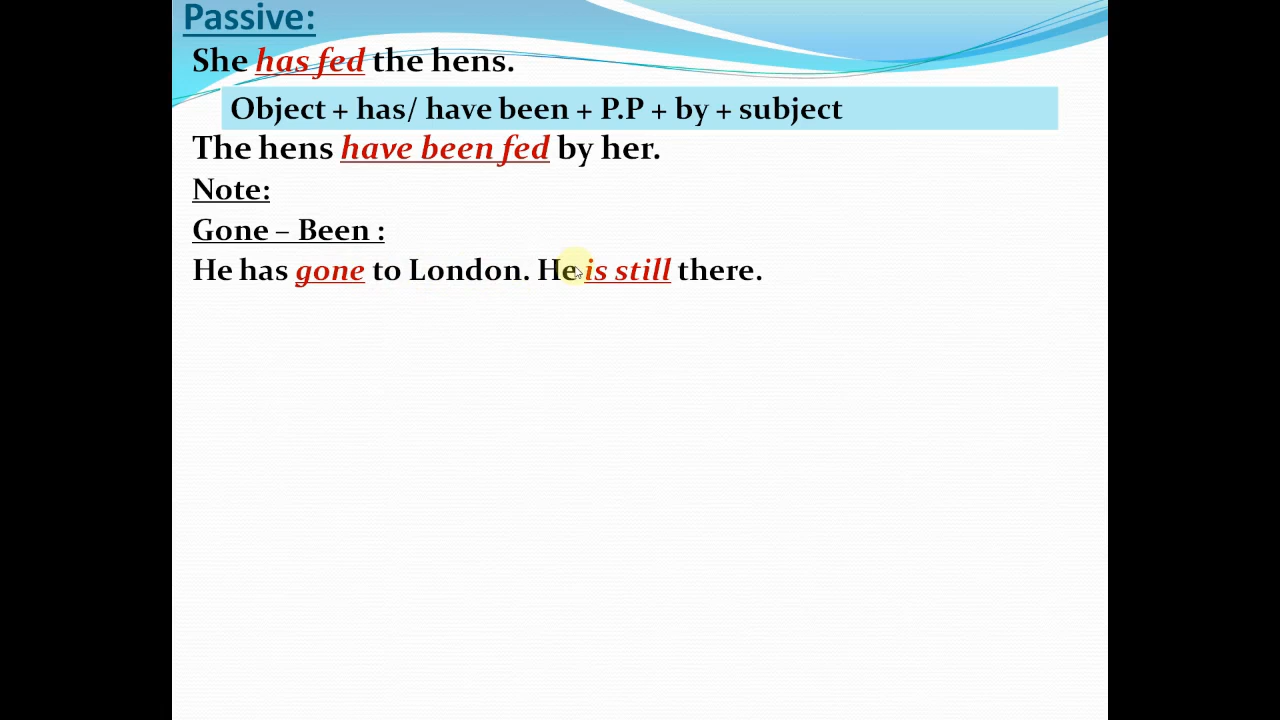 Passive:
She has fed the hens.
Object + has/ have been + P.P + by + subject
The hens have been fed by her.
Note:
Gone – Been :
He has gone to London. He is still there.